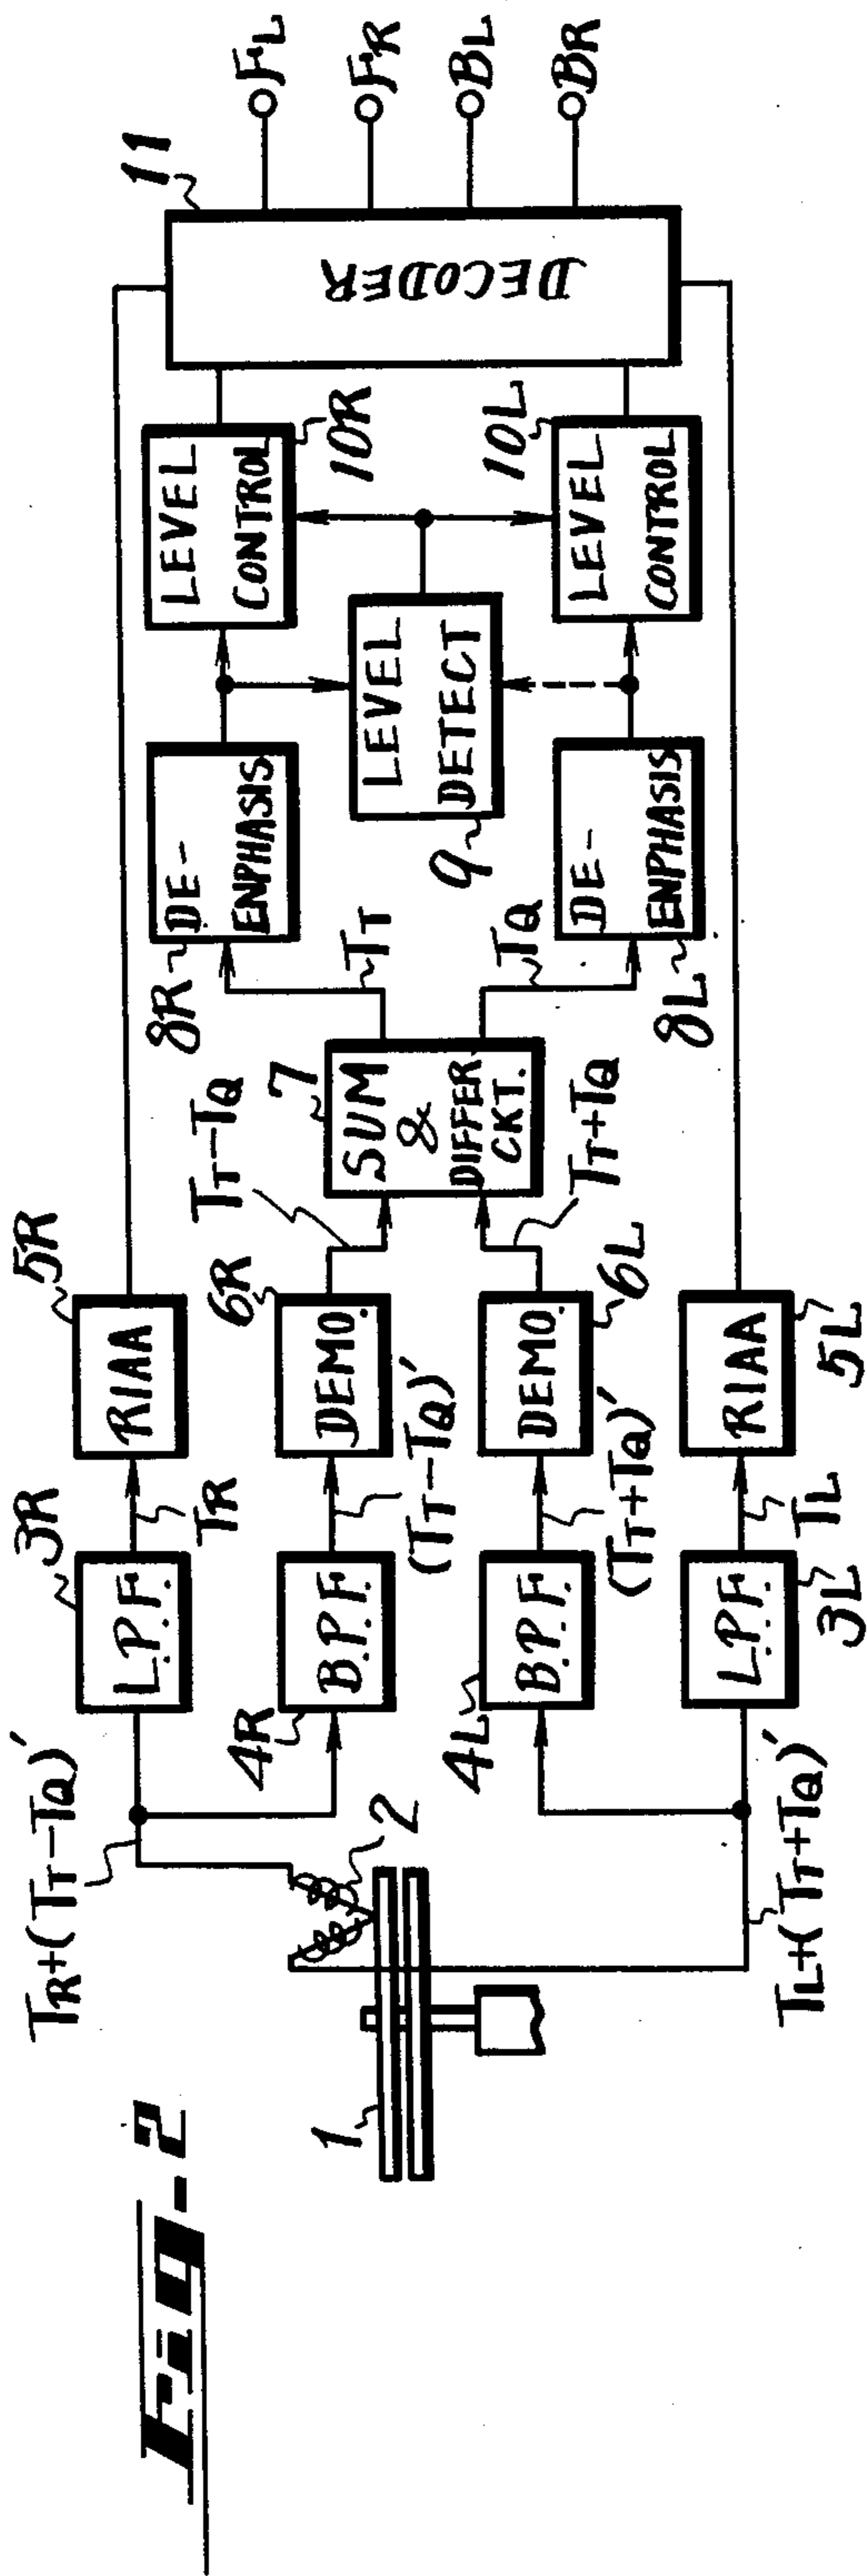 Fig-2
TR+(TT-TQ)'
1
2
TL+(TT+TQ)'
3R
L.P.F.
TR
5R
RIAA
4R
B.P.F.
(TT-TQ)'
6R
DEMO.
TT-TQ
4L
B.P.F.
(TT+TQ)'
6L
DEMO.
TT+TQ
3L
L.P.F.
TL
5L
RIAA
7
SUM
&
DIFFER
CKT.
TT
TQ
8R
DE-
ENPHASIS
8L
DE-
ENPHASIS
9
LEVEL
DETECT
10R
LEVEL
CONTROL
10L
LEVEL
CONTROL
11
DECODER
FL
FR
BL
BR